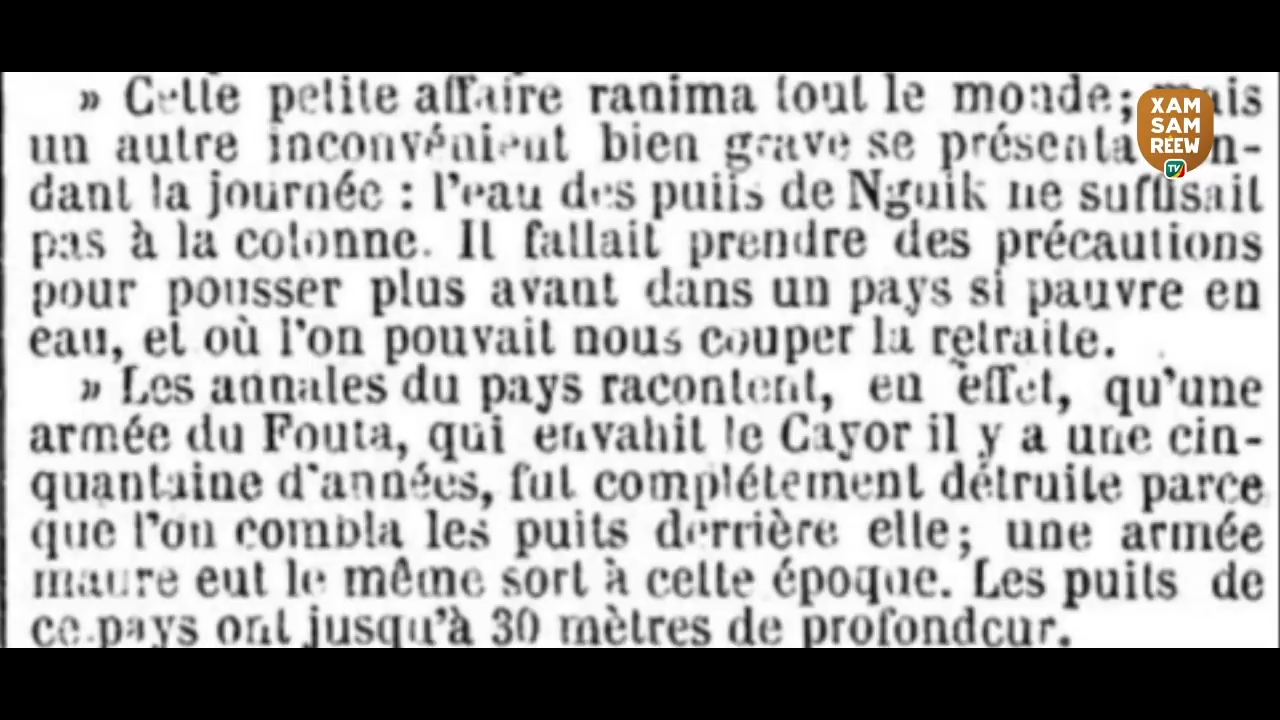 » Cette petite affaire ranima tout le monde; mais
un autre inconvénient bien grave se présenta
dant la journée : l'eau des puits de Nguik ne suffisait
pas à la colonne. Il fallait prendre des précautions
pour pousser plus avant dans un pays si pauvre en
eau, et où l'on pouvait nous couper la retraite.
» Les annales du pays racontent, en effet, qu'une
armée du Fouta, qui envahit le Cayor il y a une cin-
quantaine d'années, fut complétement détruite parce
que l'on combla les puits derrière elle; une armée
maure eut le même sort à cette époque. Les puits de
ce pays ont jusqu'à 30 mètres de profondeur.
XAM
SAM
REEW
TV